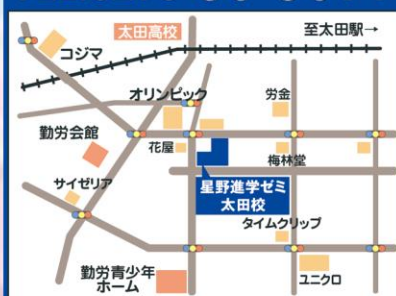 太田高校
至太田駅→
コジマ
オリンピック
労金
勤労会館
花屋
梅林堂
サイゼリア
星野進学ゼミ
太田校
タイムクリップ
勤労青少年
ホーム
ユニクロ